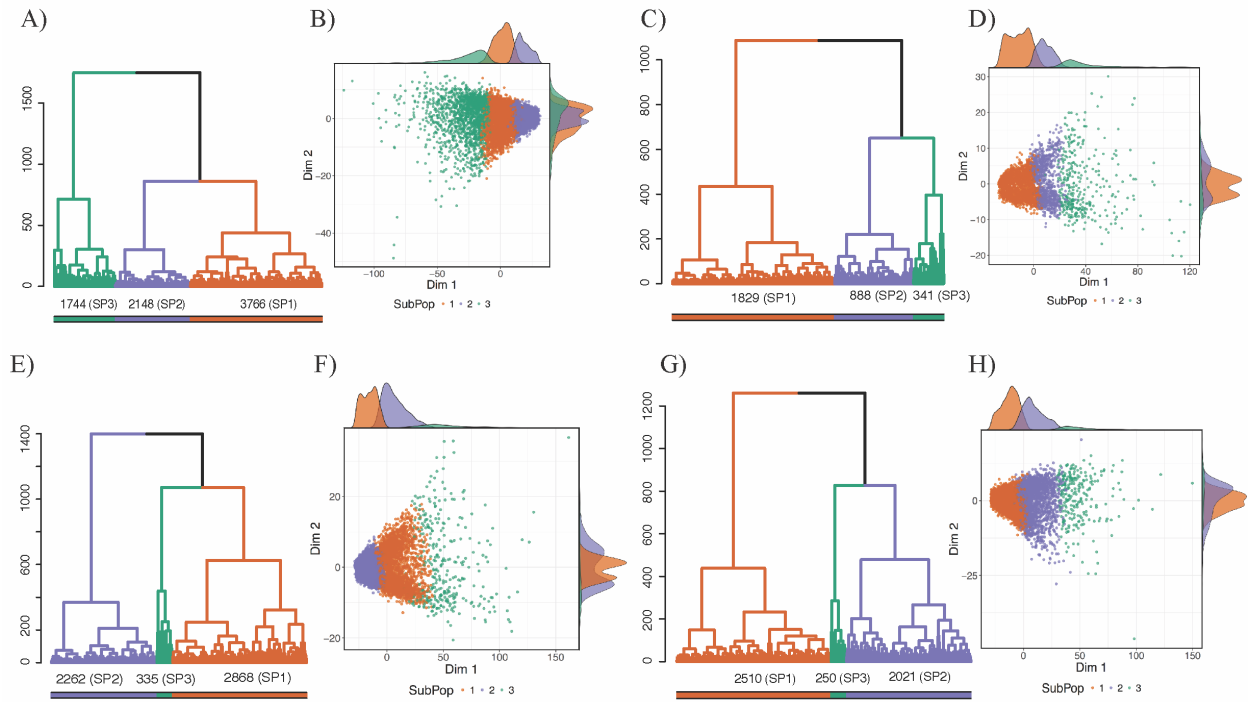 A)
1500
1000
500
0
1744 (SP3) 2148 (SP2) 3766 (SP1)
B)
0
−20
−40
Dim 2
−100 −50 0
Dim 1
SubPop 1 2 3
C)
1000
800
600
400
200
0
1829 (SP1) 888 (SP2) 341 (SP3)
D)
30
20
10
0
−10
−20
Dim 2
0 40 80 120
Dim 1
SubPop 1 2 3
E)
1400
1000
600
200
0
2262 (SP2) 335 (SP3) 2868 (SP1)
F)
20
0
−20
Dim 2
0 50 100 150
Dim 1
SubPop 1 2 3
G)
1200
1000
800
600
400
200
0
2510 (SP1) 250 (SP3) 2021 (SP2)
H)
0
−25
Dim 2
0 50 100 150
Dim 1
SubPop 1 2 3